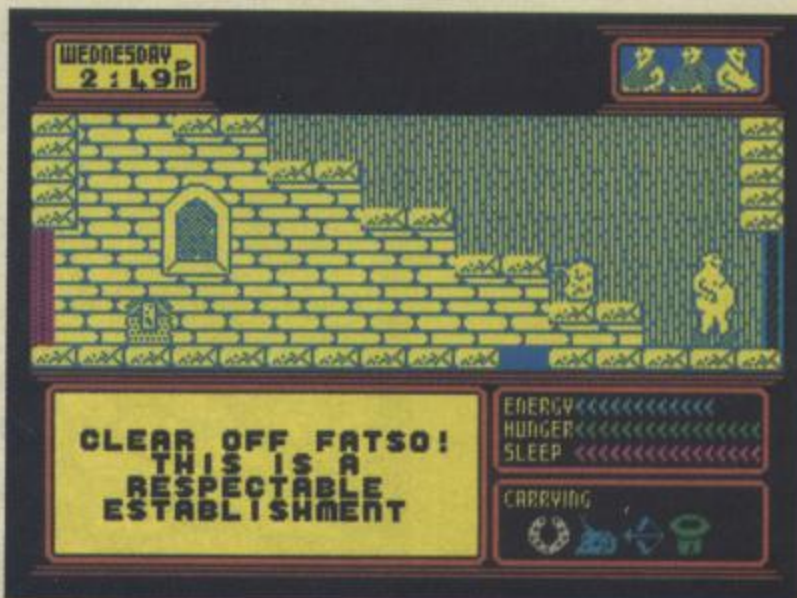 WEDNESDAY
2:49 pm
CLEAR OFF FATSO!
THIS IS A
RESPECTABLE
ESTABLISHMENT
ENERGY
HUNGER
SLEEP
CARRYING